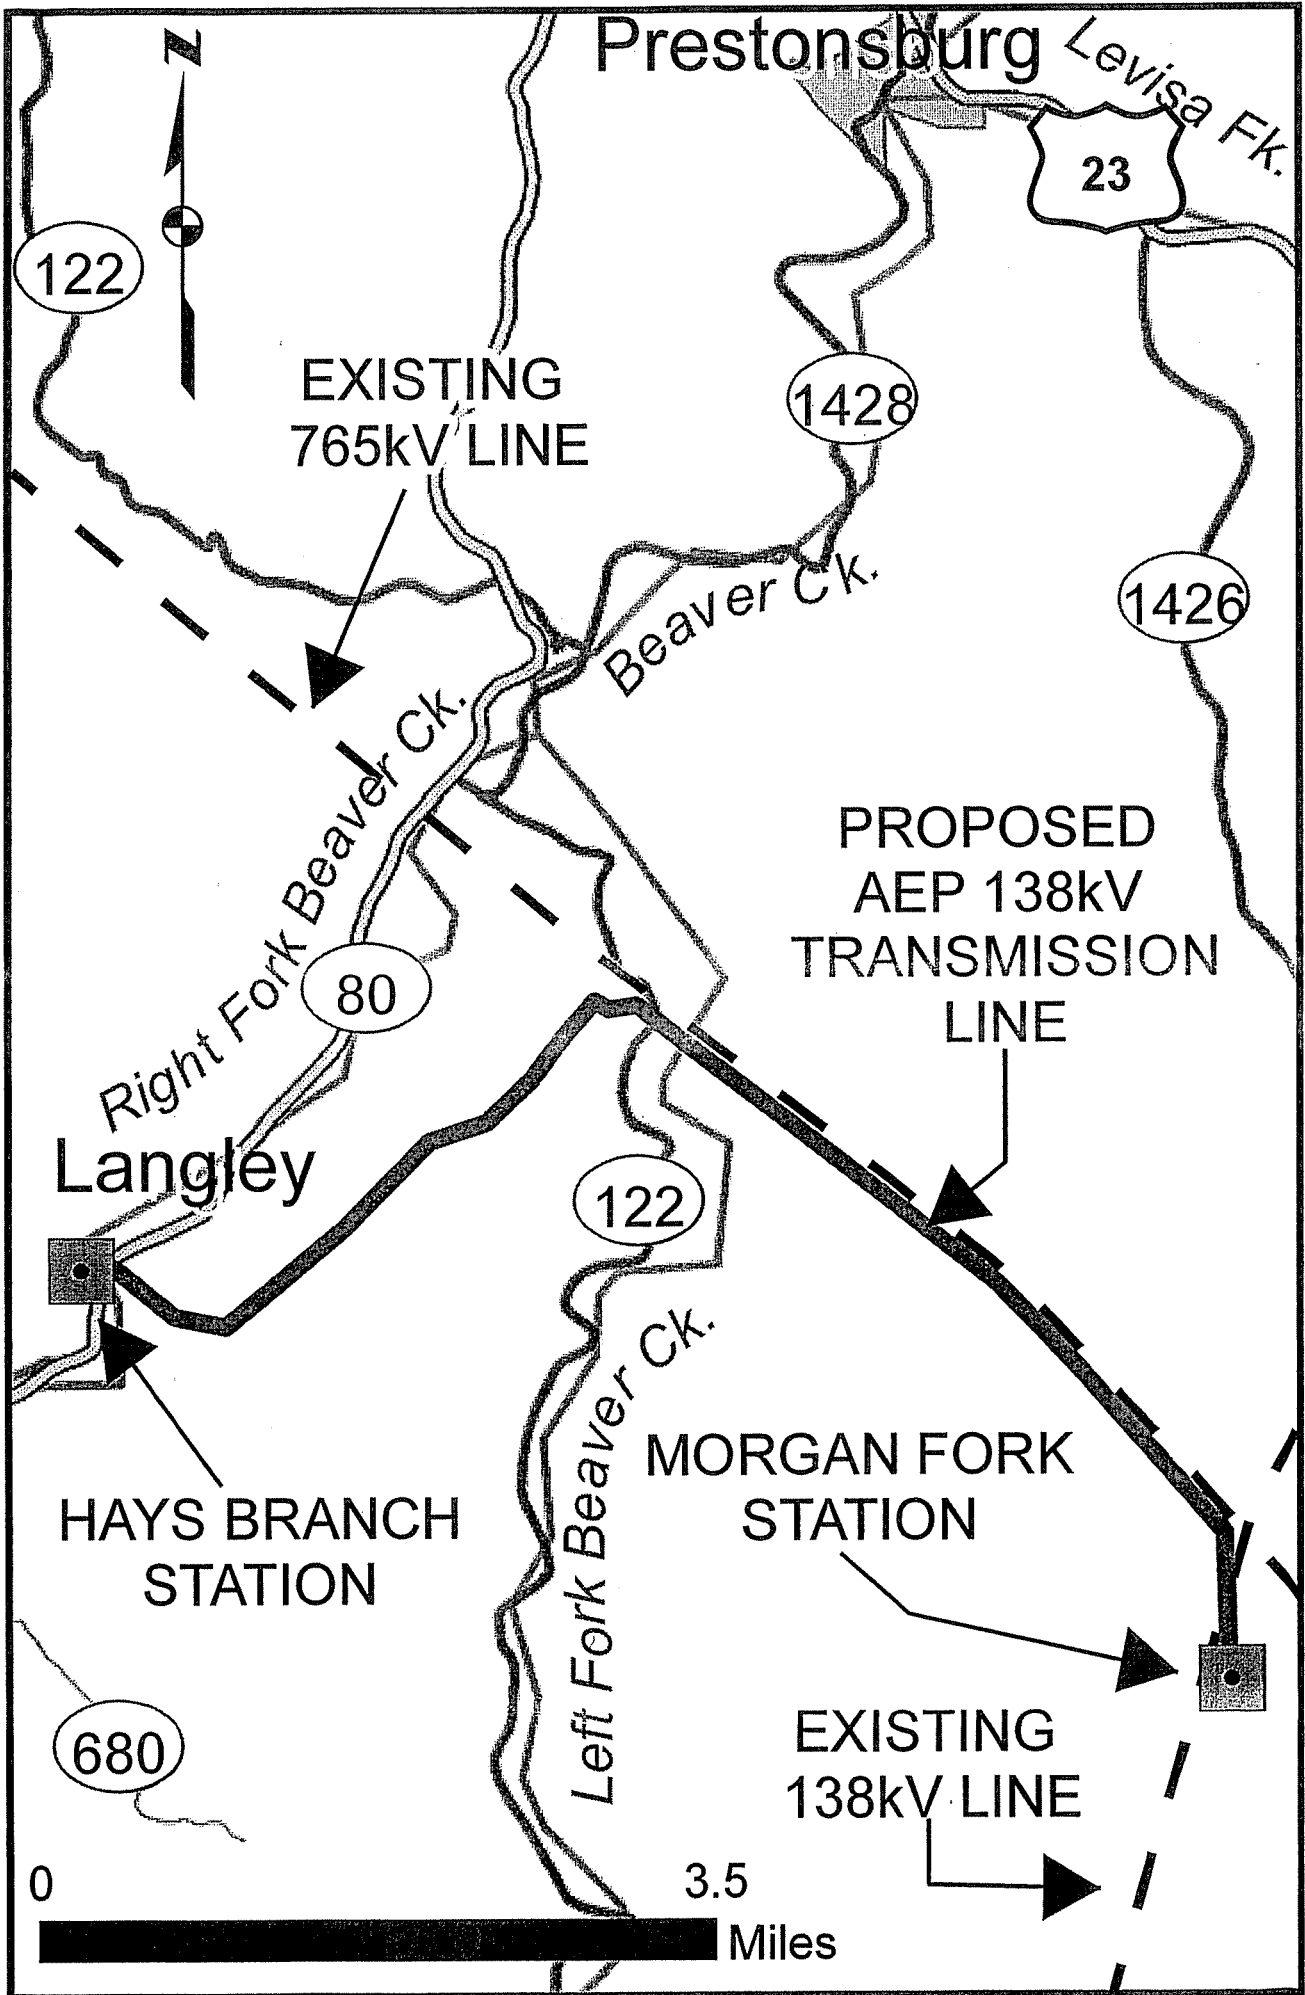 N
Prestonsburg
Levisa Fk.
23
122
EXISTING
765kV LINE
1428
1426
Beaver Ck.
Right Fork Beaver Ck.
PROPOSED
AEP 138kV
TRANSMISSION
LINE
80
Langley
122
Left Fork Beaver Ck.
HAYS BRANCH
STATION
MORGAN FORK
STATION
680
EXISTING
138kV LINE
0
3.5
Miles